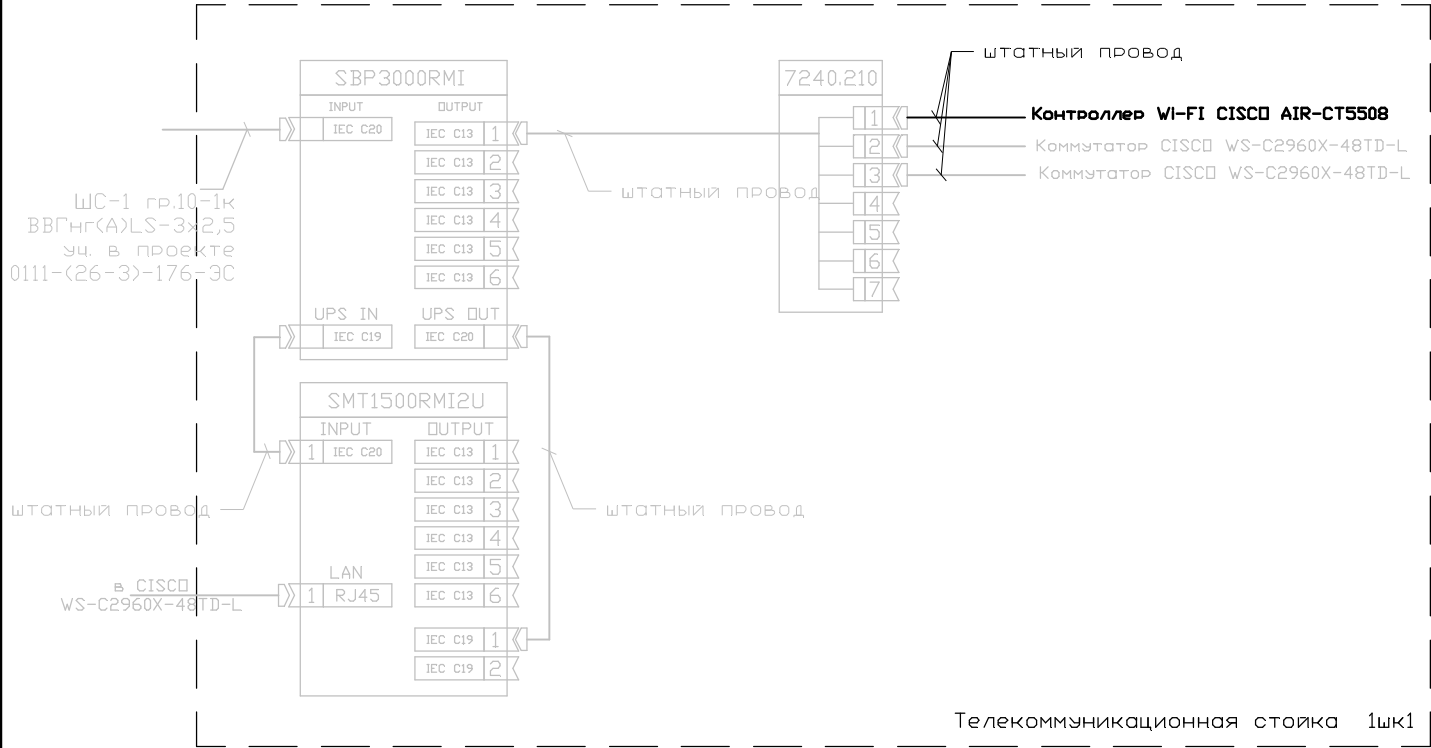 штатный провод
SBP3000RMI
7240.210
INPUT
OUTPUT
IEC C20
IEC C13 1
IEC C13 2
IEC C13 3
IEC C13 4
IEC C13 5
IEC C13 6
1
2
3
4
5
6
7
Контроллер WI-FI CISCO AIR-CT5508
Коммутатор CISCO WS-C2960X-48TD-L
Коммутатор CISCO WS-C2960X-48TD-L
штатный провод
ШС-1 гр.10-1к
ВВГнг(А)LS-3x2,5
уч. в проекте
0111-(26-3)-176-ЭС
UPS IN
UPS OUT
IEC C19
IEC C20
SMT1500RMI2U
INPUT
OUTPUT
1 IEC C20
IEC C13 1
IEC C13 2
IEC C13 3
IEC C13 4
IEC C13 5
IEC C13 6
штатный провод
штатный провод
LAN
1 RJ45
в CISCO
WS-C2960X-48TD-L
IEC C19 1
IEC C19 2
Телекоммуникационная стойка 1шк1